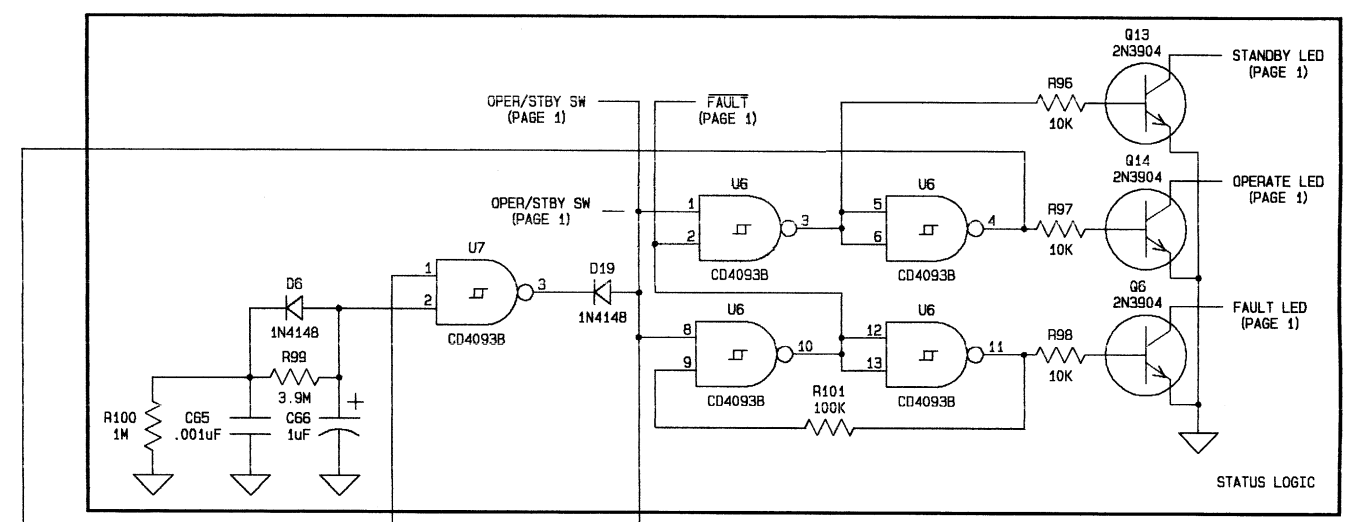 Q13
2N3904
STANDBY LED
(PAGE 1)
R96
10K
OPER/STBY SW
(PAGE 1)
FAULT
(PAGE 1)
Q14
2N3904
OPERATE LED
(PAGE 1)
OPER/STBY SW
(PAGE 1)
U6
1
2
3
CD4093B
U6
5
6
4
CD4093B
R97
10K
U7
1
2
3
CD4093B
D19
1N4148
D6
1N4148
R99
3.9M
R100
1M
C65
.001uF
C66
1uF
+
U6
8
9
10
CD4093B
U6
12
13
11
CD4093B
R101
100K
R98
10K
Q6
2N3904
FAULT LED
(PAGE 1)
STATUS LOGIC